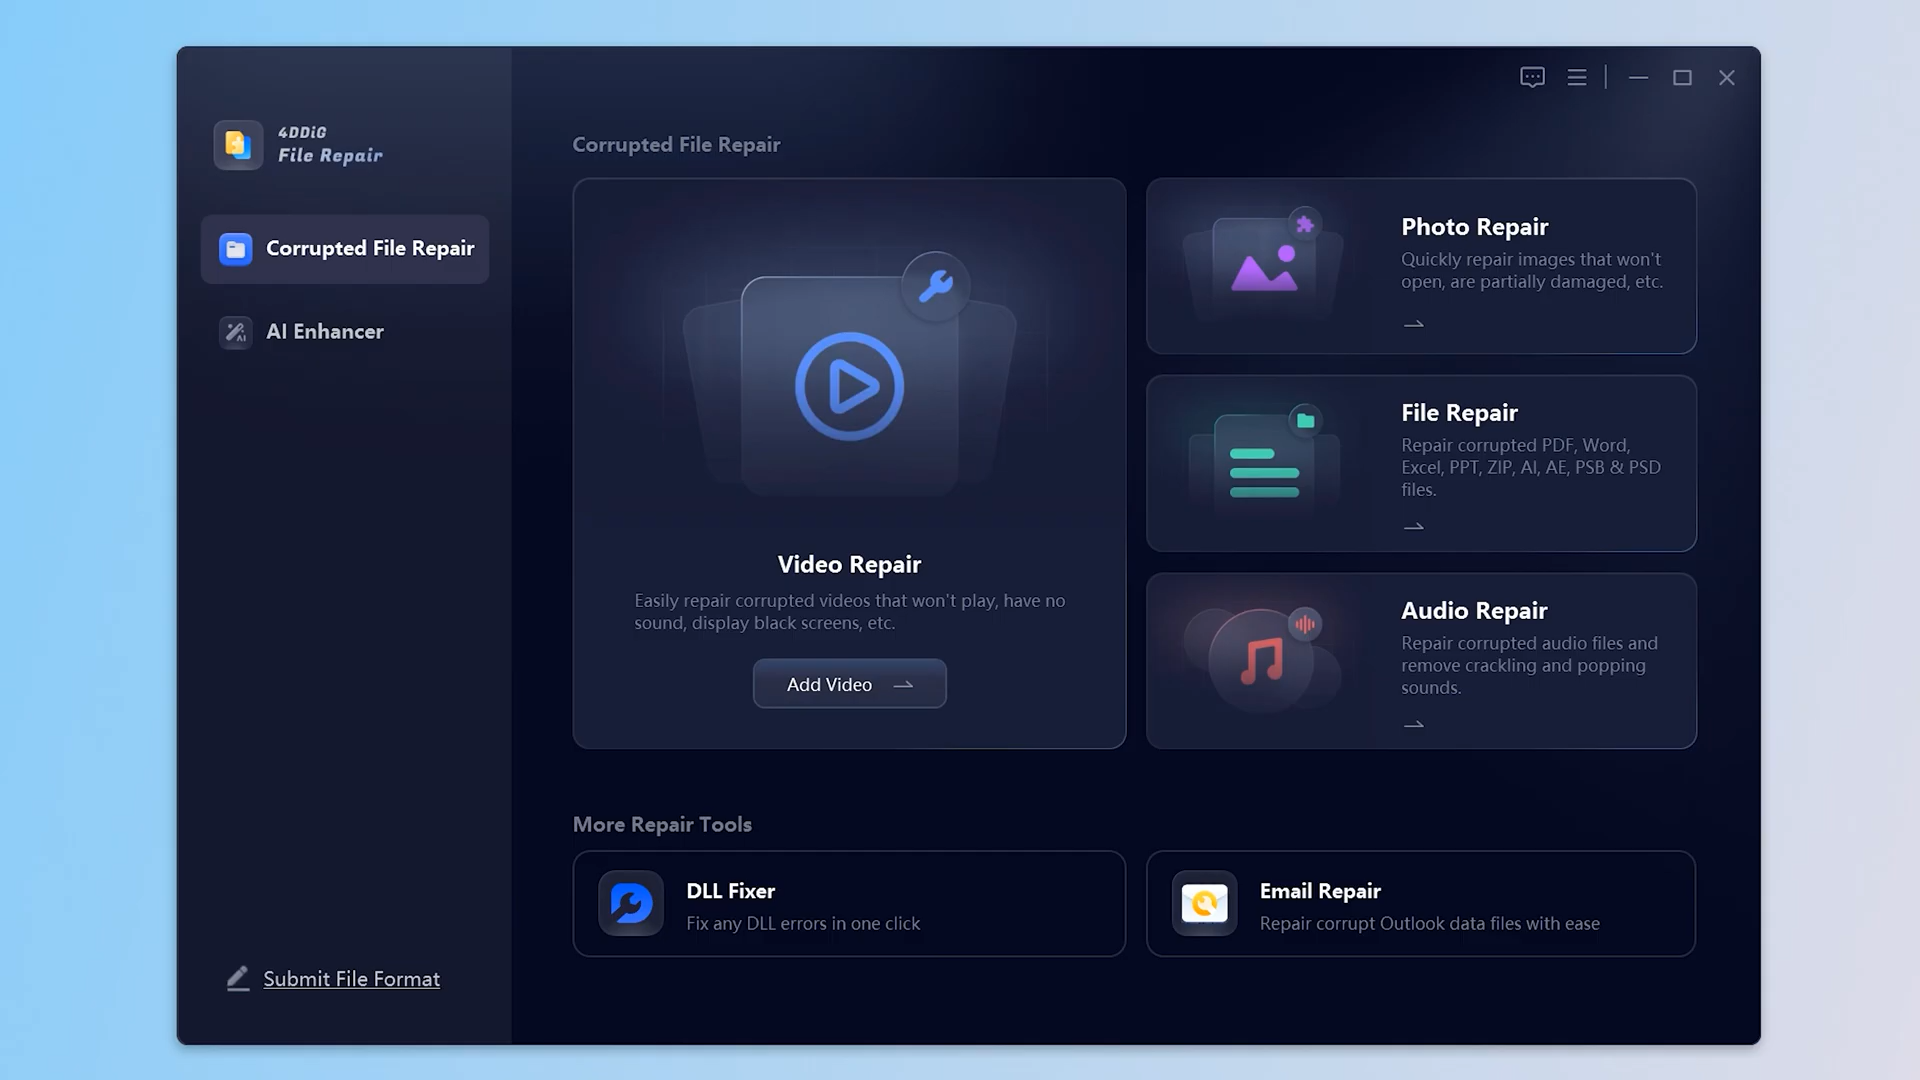 4DDiG
File Repair
Corrupted File Repair
AI Enhancer
Submit File Format
Corrupted File Repair
Video Repair
Easily repair corrupted videos that won't play, have no
sound, display black screens, etc.
Add Video
Photo Repair
Quickly repair images that won't
open, are partially damaged, etc.
File Repair
Repair corrupted PDF, Word,
Excel, PPT, ZIP, AI, AE, PSB & PSD
files.
Audio Repair
Repair corrupted audio files and
remove crackling and popping
sounds.
More Repair Tools
DLL Fixer
Fix any DLL errors in one click
Email Repair
Repair corrupt Outlook data files with ease